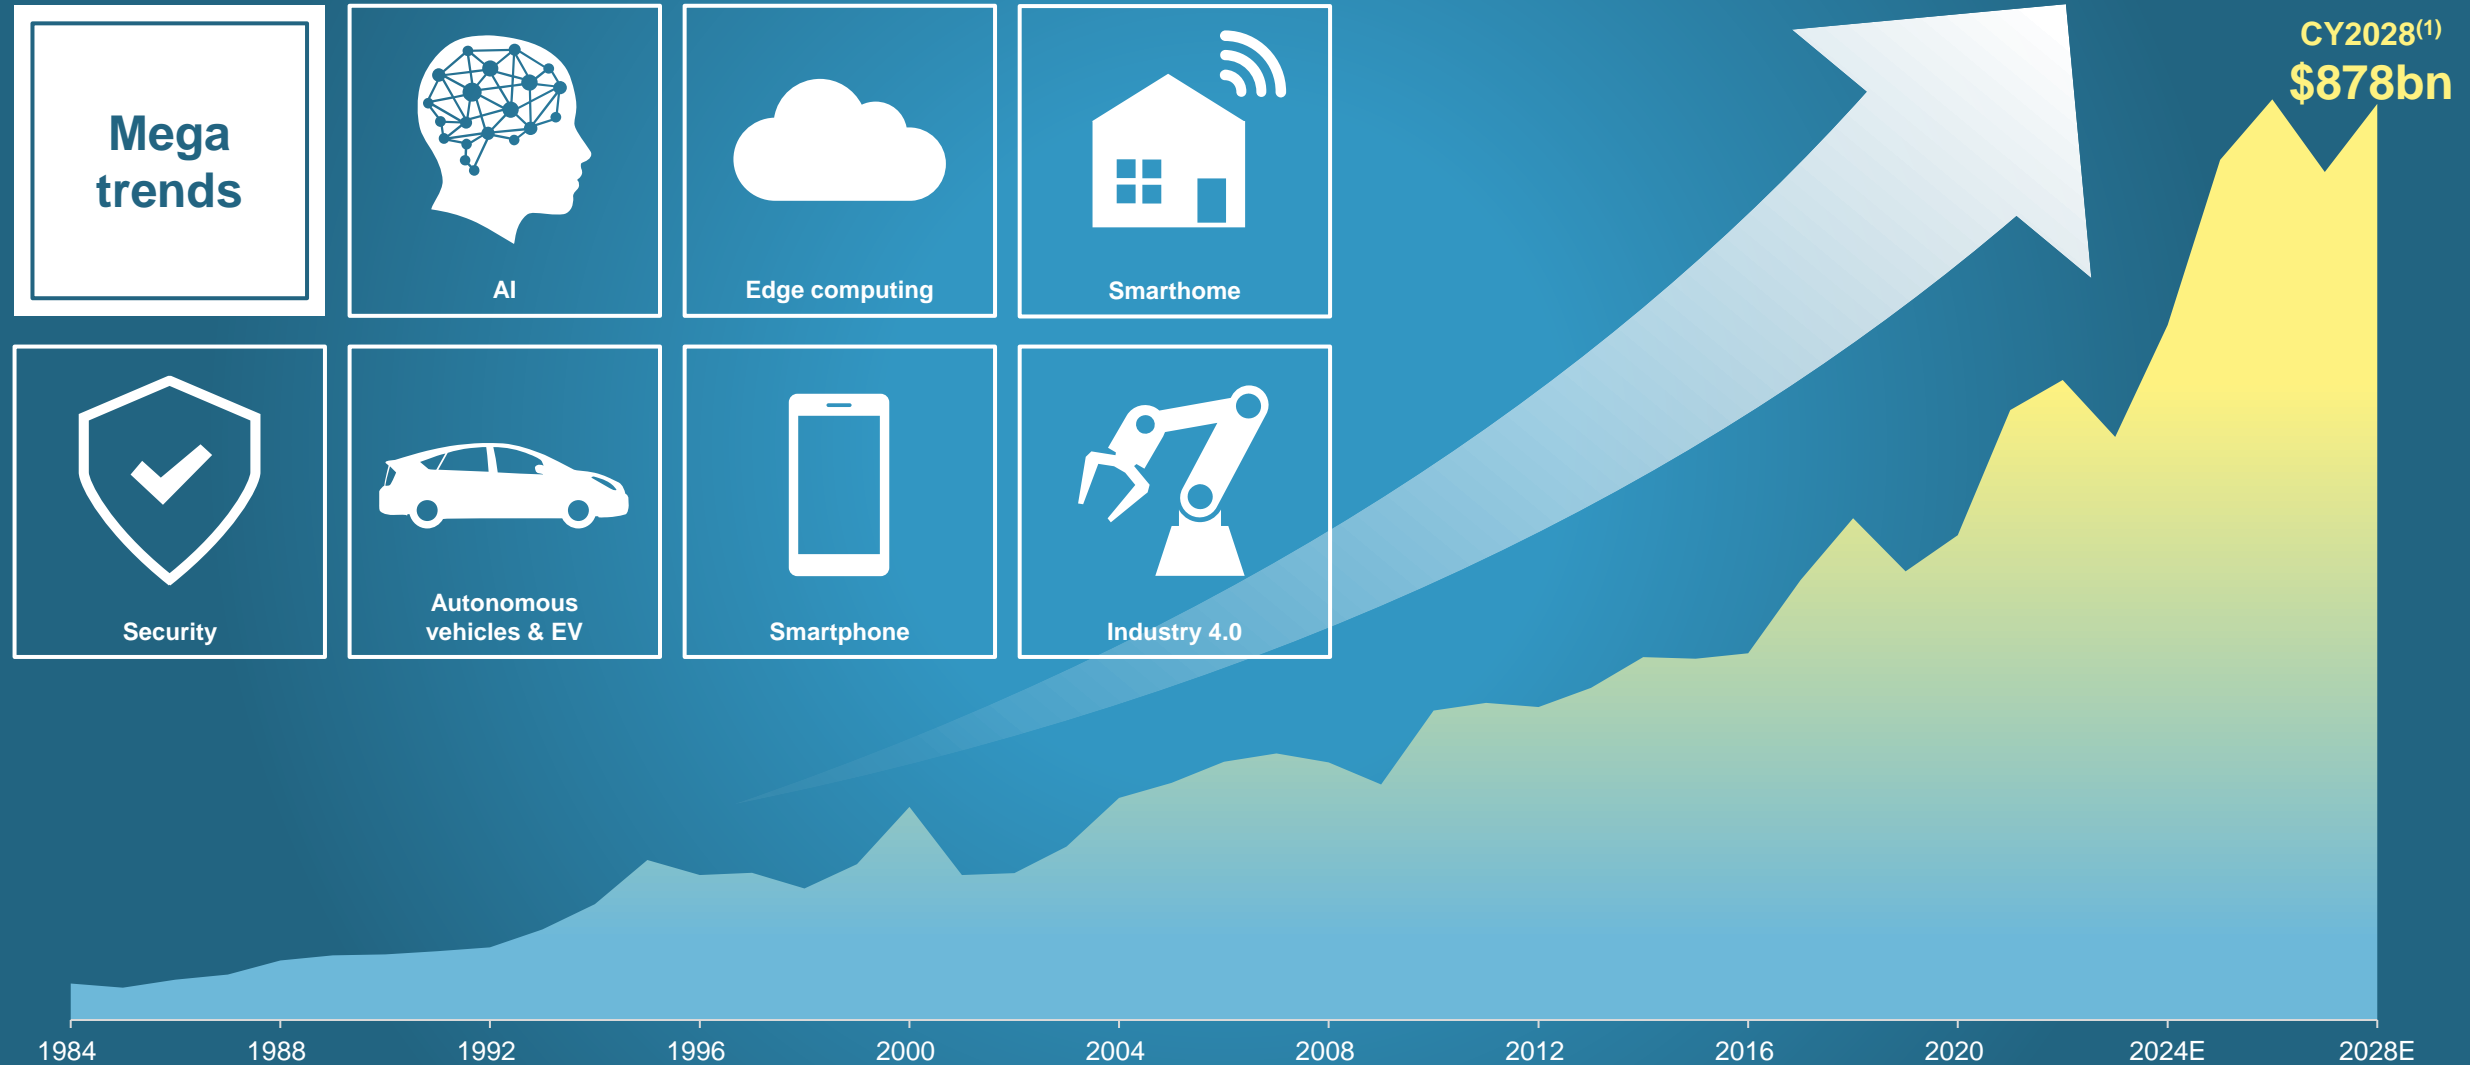 Mega
trends
AI
Edge computing
Smarthome
Security
Autonomous
vehicles & EV
Smartphone
Industry 4.0
CY2028(1)
$878bn
1984 1988 1992 1996 2000 2004 2008 2012 2016 2020 2024E 2028E